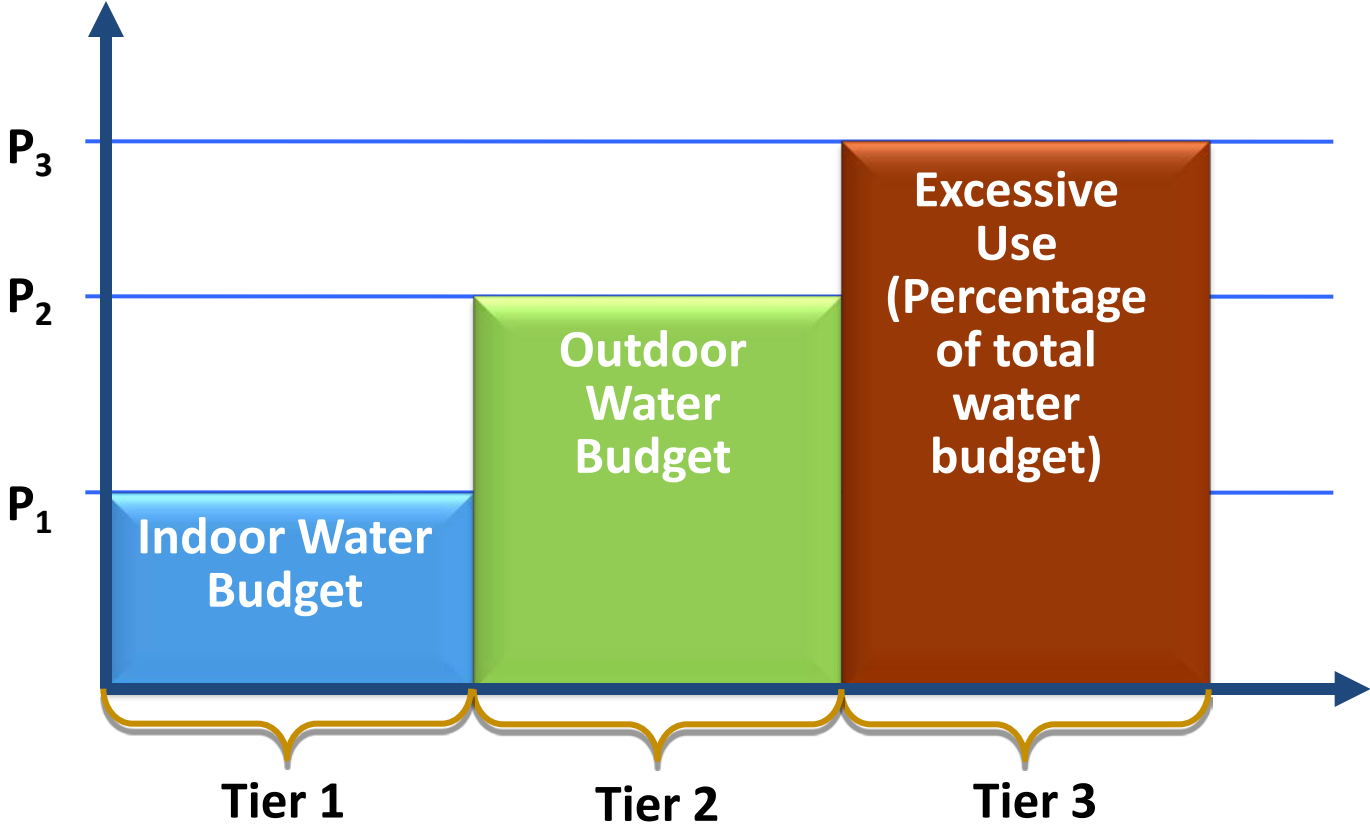 P3
Excessive
Use
(Percentage
of total
water
budget)
P2
Outdoor
Water
Budget
P1
Indoor Water
Budget
Tier 1
Tier 2
Tier 3